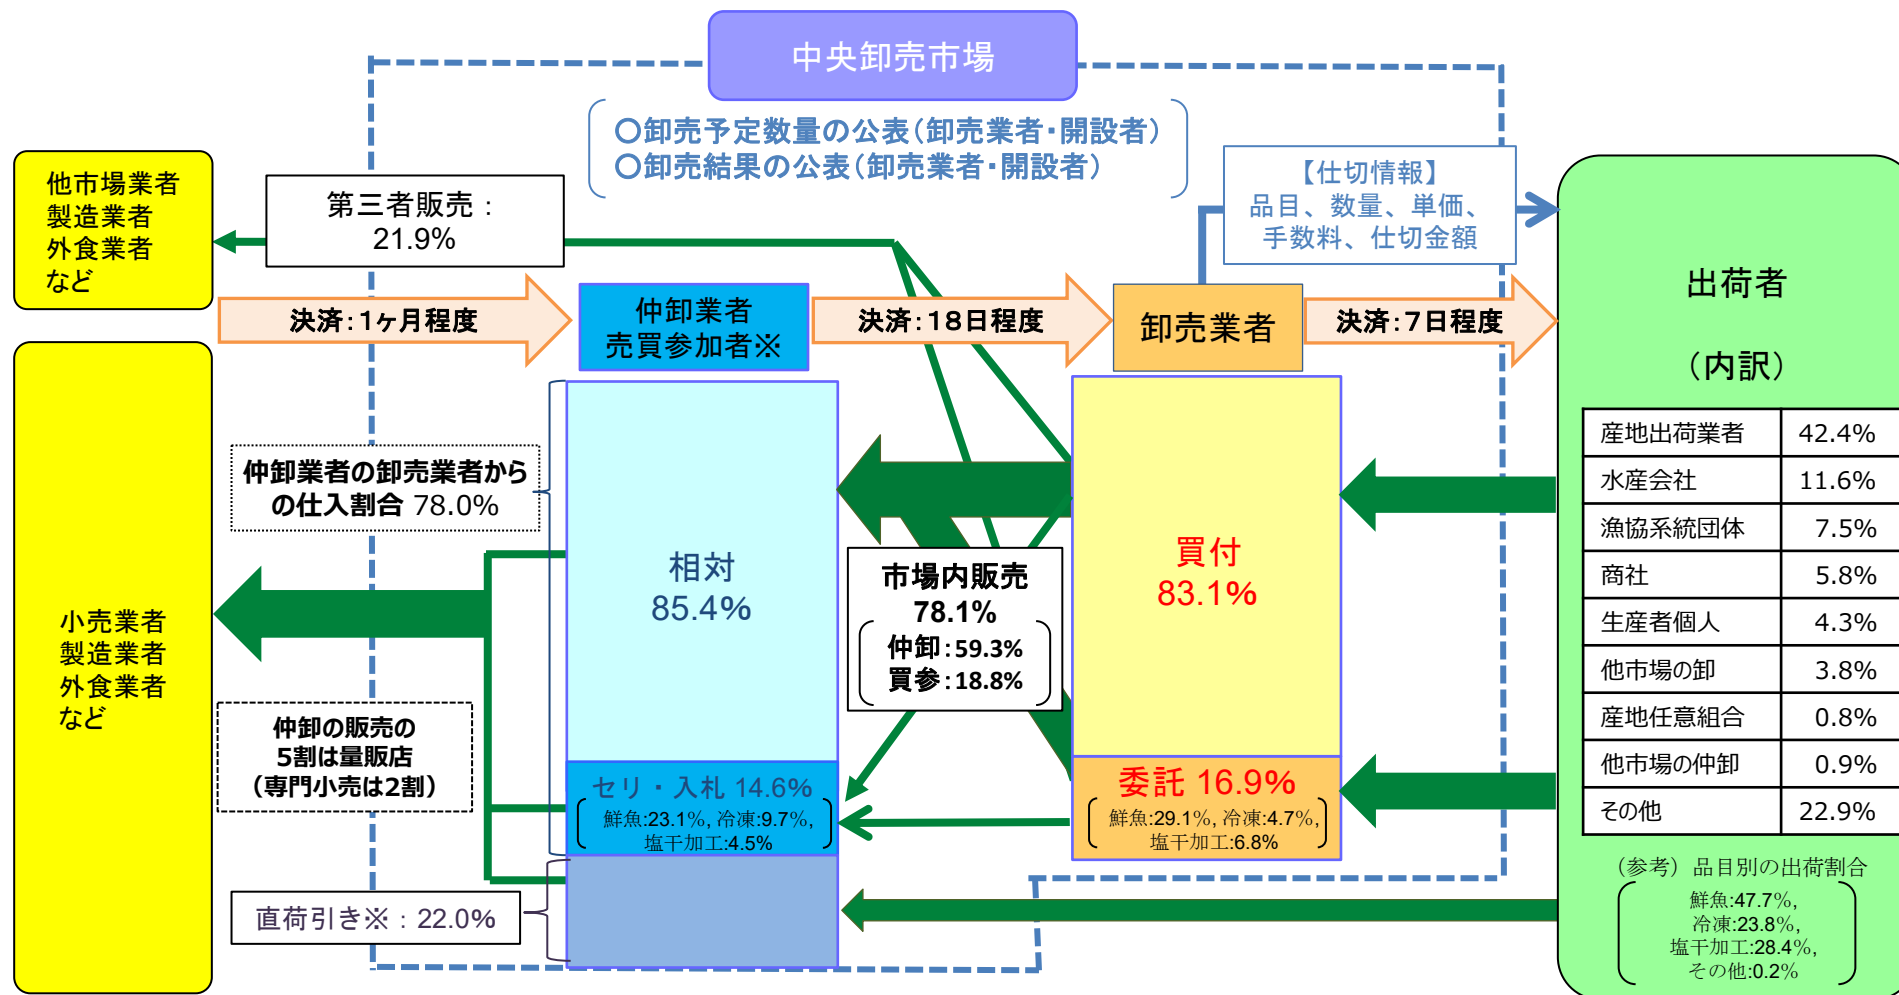 中央卸売市場
〇卸売予定数量の公表(卸売業者・開設者)
〇卸売結果の公表(卸売業者・開設者)
他市場業者
製造業者
外食業者
など
第三者販売：
21.9%
【仕切情報】
品目、数量、単価、
手数料、仕切金額
決済:1ヶ月程度
仲卸業者
売買参加者※
決済:18日程度
卸売業者
決済:7日程度
出荷者
（内訳）
産地出荷業者 42.4%
水産会社 11.6%
漁協系統団体 7.5%
商社 5.8%
生産者個人 4.3%
他市場の卸 3.8%
産地任意組合 0.8%
他市場の仲卸 0.9%
その他 22.9%
（参考）品目別の出荷割合
鮮魚:47.7%,
冷凍:23.8%,
塩干加工:28.4%,
その他:0.2%
仲卸業者の卸売業者から
の仕入割合 78.0%
相対
85.4%
市場内販売
78.1%
仲卸:59.3%
買参:18.8%
買付
83.1%
小売業者
製造業者
外食業者
など
仲卸の販売の
5割は量販店
（専門小売は2割）
セリ・入札 14.6%
鮮魚:23.1%, 冷凍:9.7%,
塩干加工:4.5%
委託 16.9%
鮮魚:29.1%, 冷凍:4.7%,
塩干加工:6.8%
直荷引き※：22.0%